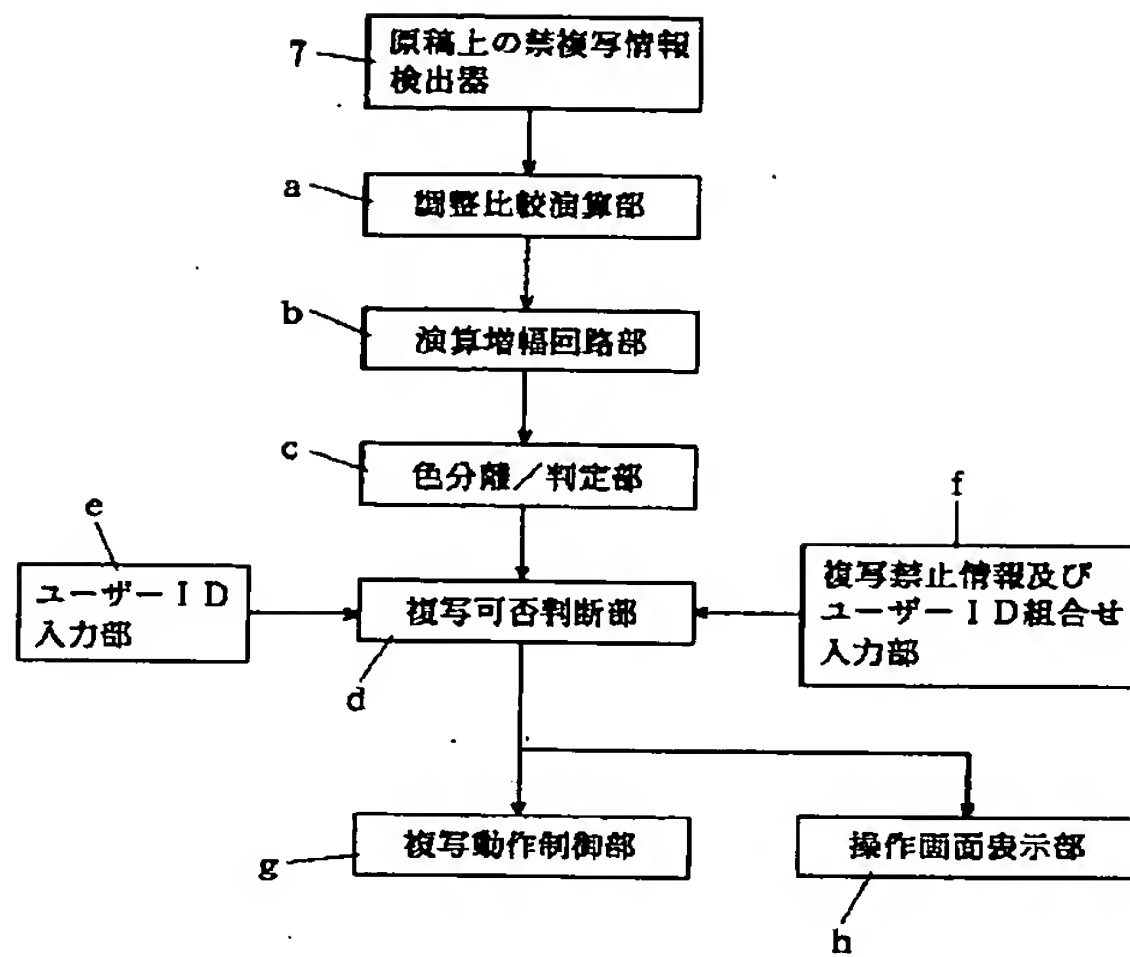 7
原稿上の禁複写情報
検出器
a
調整比較演算部
b
演算増幅回路部
c
色分離／判定部
e
ユーザーＩＤ
入力部
複写可否判断部
d
f
複写禁止情報及び
ユーザーＩＤ組合せ
入力部
g
複写動作制御部
操作画面表示部
h